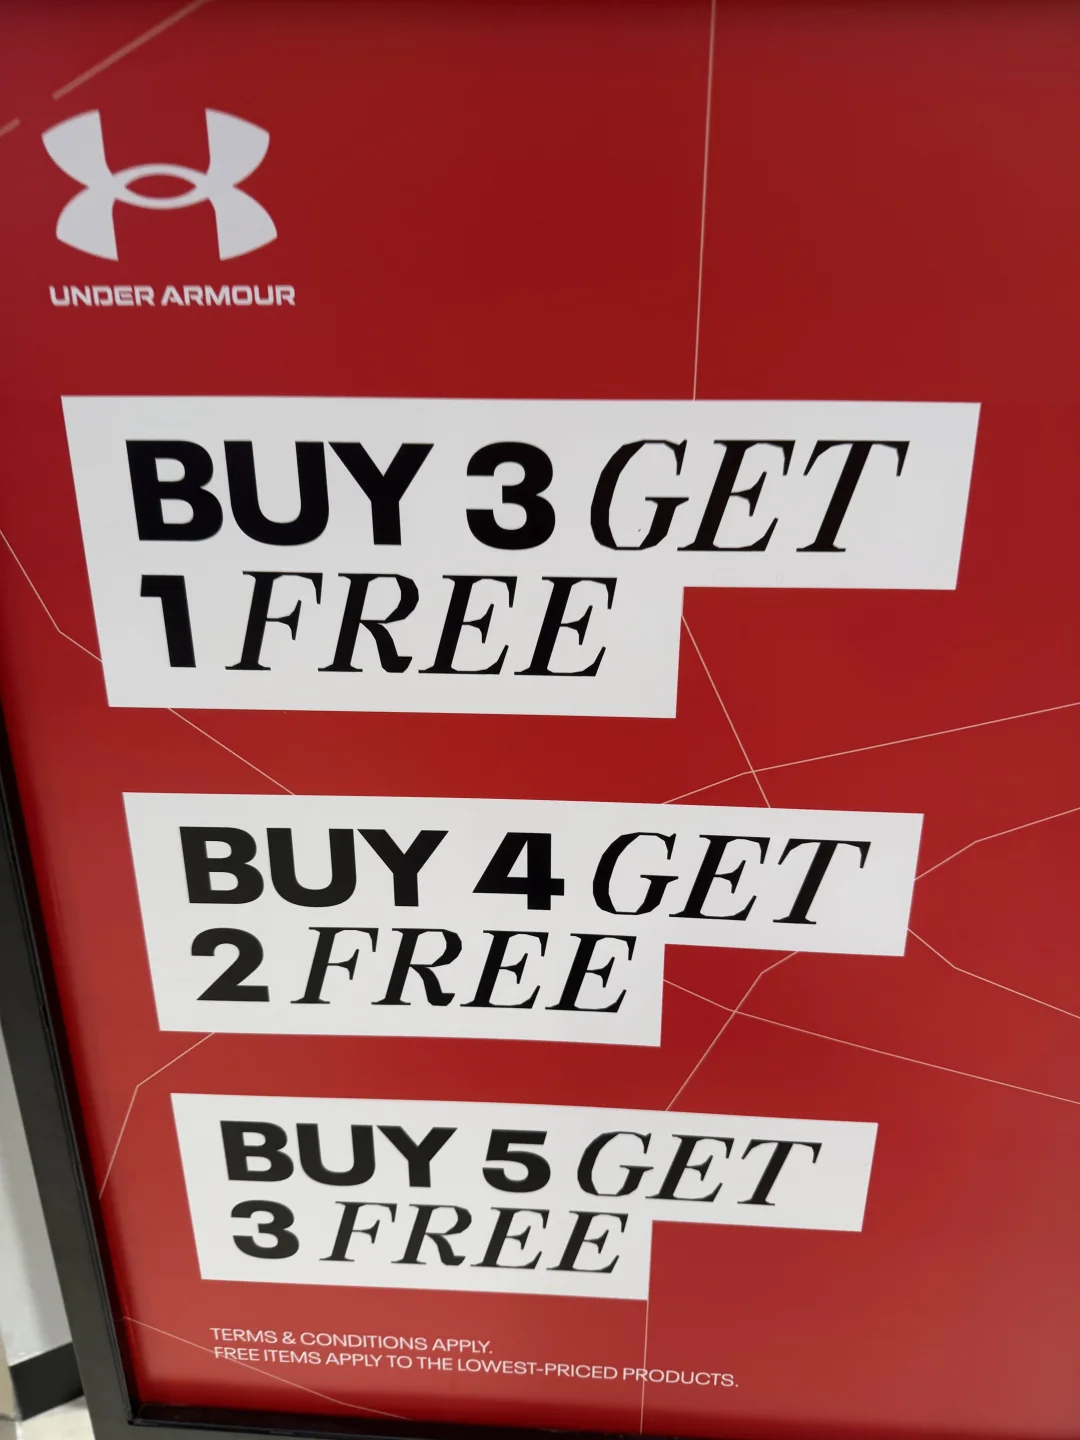 UNDER ARMOUR
BUY 3 GET
1 FREE
BUY 4 GET
2 FREE
BUY 5 GET
3 FREE
TERMS & CONDITIONS APPLY.
FREE ITEMS APPLY TO THE LOWEST-PRICED PRODUCTS.